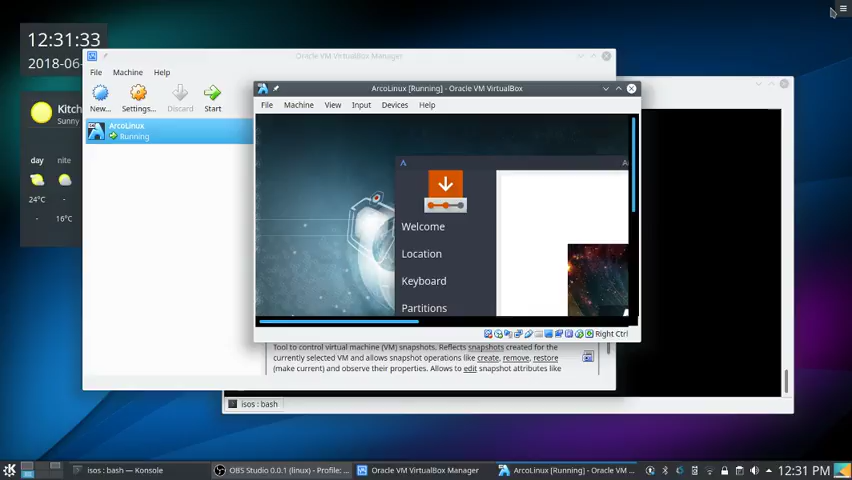 12:31:33
2018-06-
Kitch
Sunny
day nite
24°C -
- 16°C
Oracle VM VirtualBox Manager
File Machine Help
New... Settings... Discard Start
ArcoLinux
Running
ArcoLinux [Running] - Oracle VM VirtualBox
File Machine View Input Devices Help
Welcome
Location
Keyboard
Partitions
Right Ctrl
Tool to control virtual machine (VM) snapshots. Reflects snapshots created for the
currently selected VM and allows snapshot operations like create, remove, restore
(make current) and observe their properties. Allows to edit snapshot attributes like
isos : bash
isos : bash — Konsole
OBS Studio 0.0.1 (linux) - Profile: ...
Oracle VM VirtualBox Manager
ArcoLinux [Running] - Oracle VM ...
12:31 PM